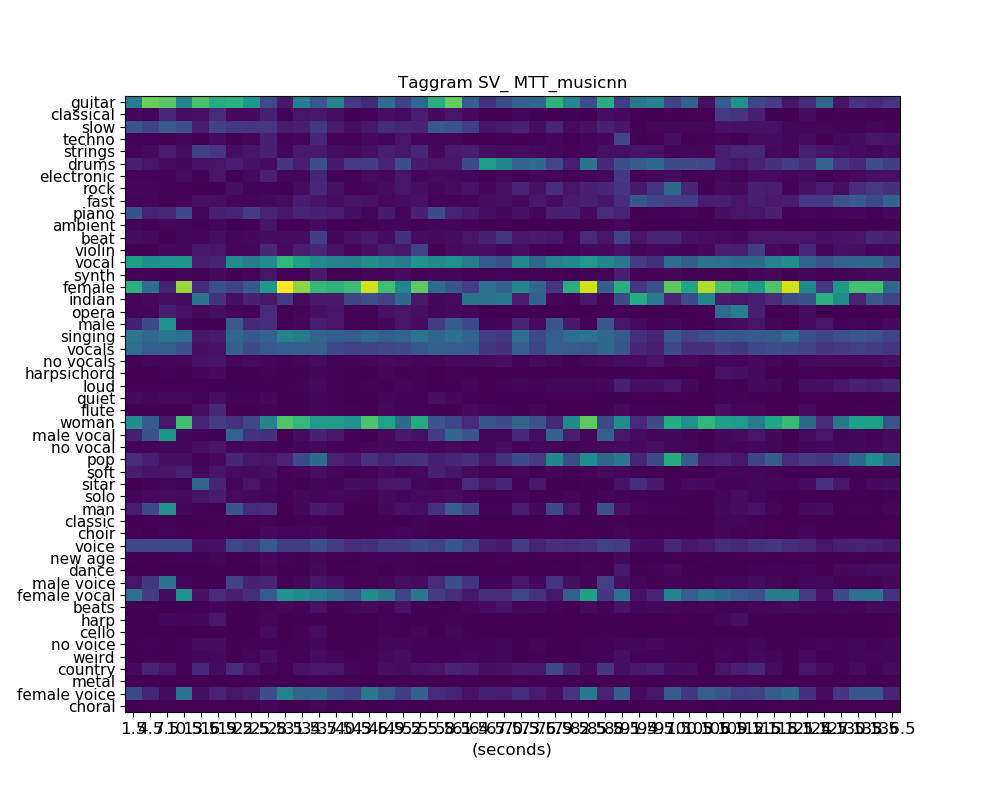 Taggram SV_ MTT_musicnn
guitar
classical
slow
techno
strings
drums
electronic
rock
fast
piano
ambient
beat
violin
vocal
synth
female
indian
opera
male
singing
vocals
no vocals
harpsichord
loud
quiet
flute
woman
male vocal
no vocal
pop
soft
sitar
solo
man
classic
choir
voice
new age
dance
male voice
female vocal
beats
harp
cello
no voice
weird
country
metal
female voice
choral
(seconds)